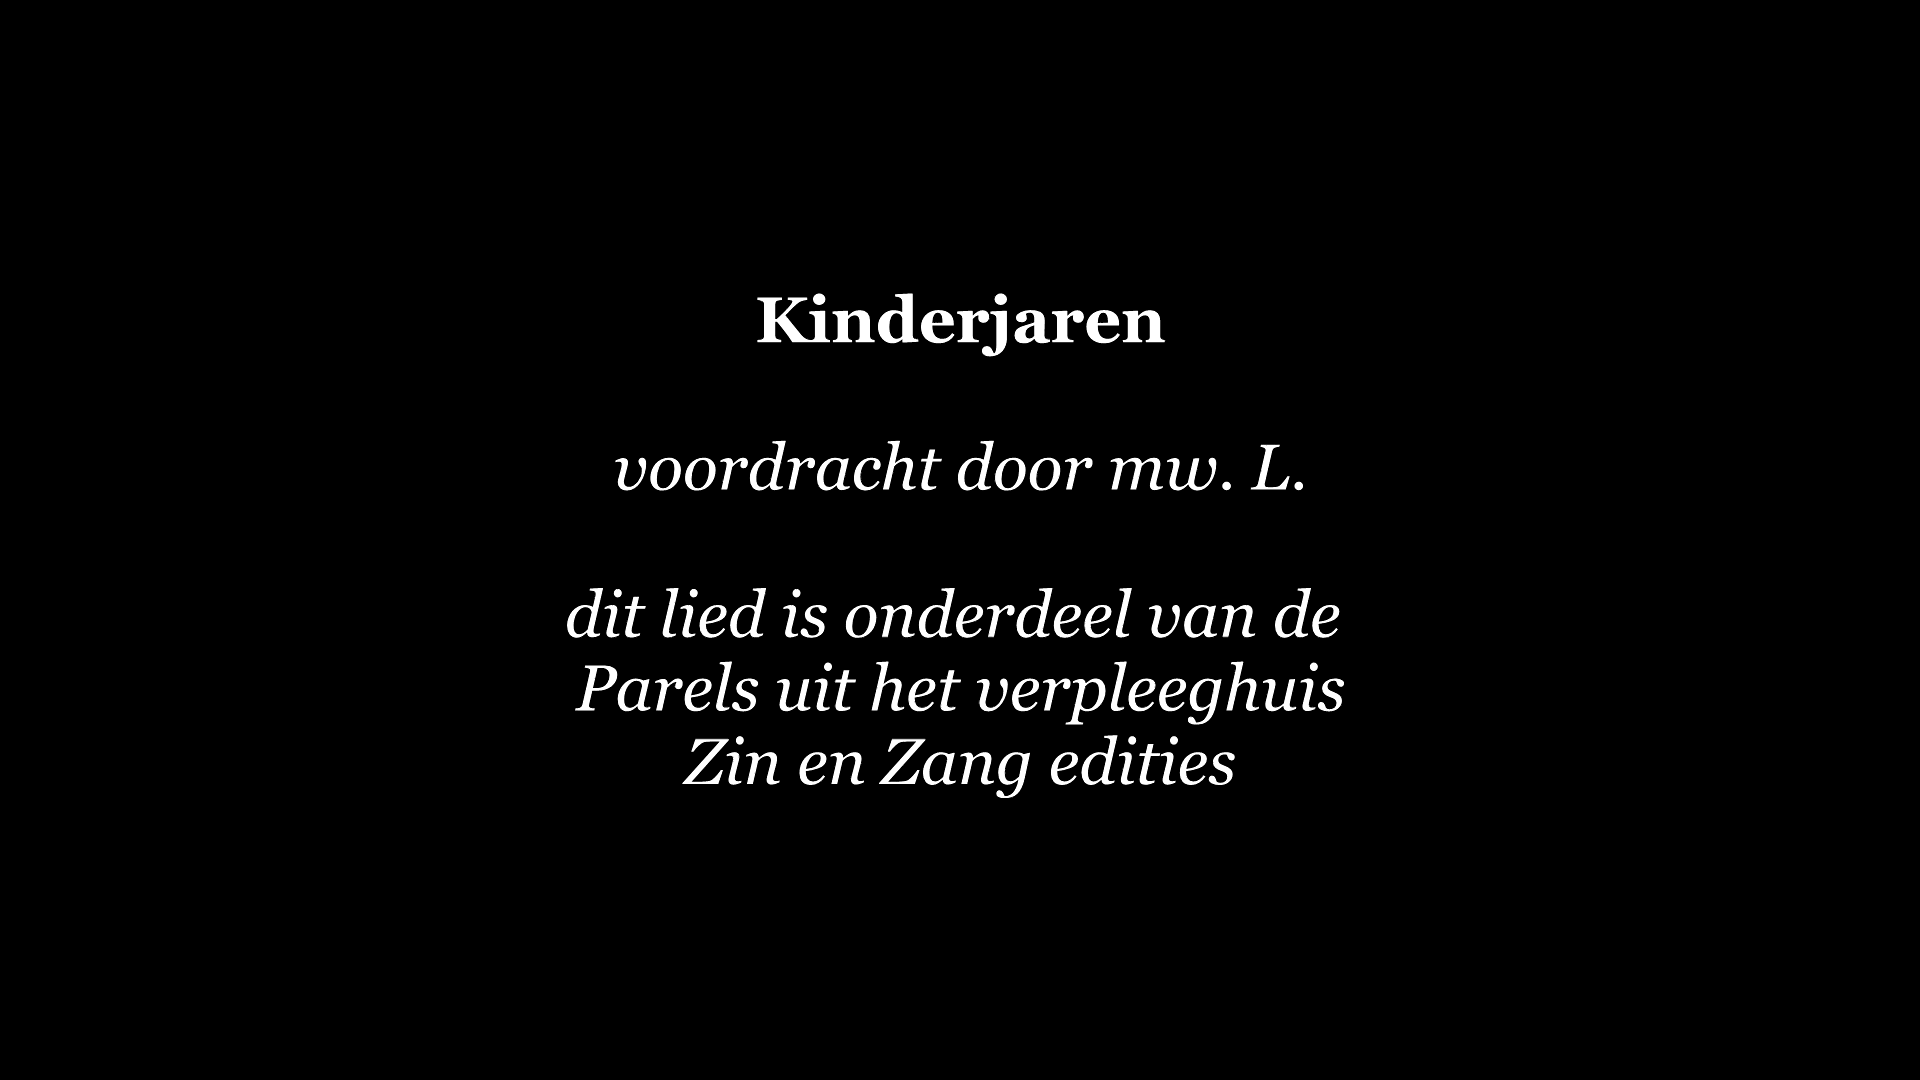 Kinderjaren
voordracht door mw. L.
dit lied is onderdeel van de
Parels uit het verpleeghuis
Zin en Zang edities